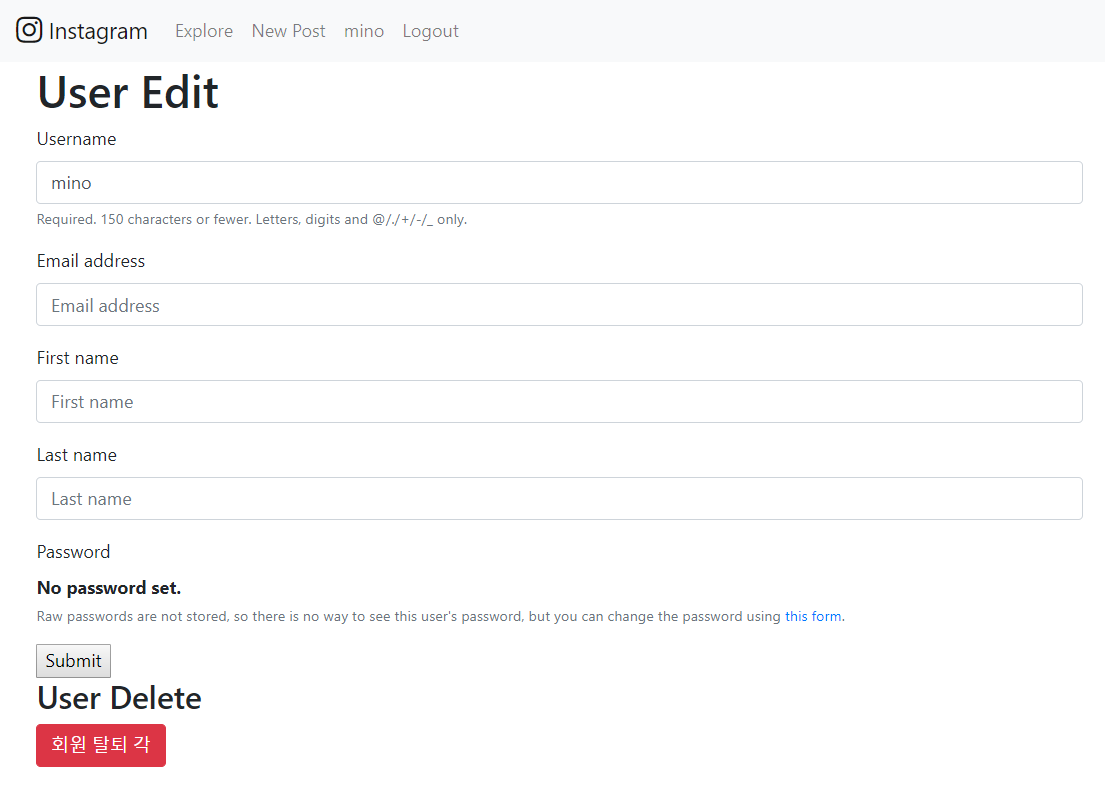 Instagram Explore New Post mino Logout
User Edit
Username
mino
Required. 150 characters or fewer. Letters, digits and @/./+/-/_ only.
Email address
Email address
First name
First name
Last name
Last name
Password
No password set.
Raw passwords are not stored, so there is no way to see this user's password, but you can change the password using this form.
Submit
User Delete
회원 탈퇴 각